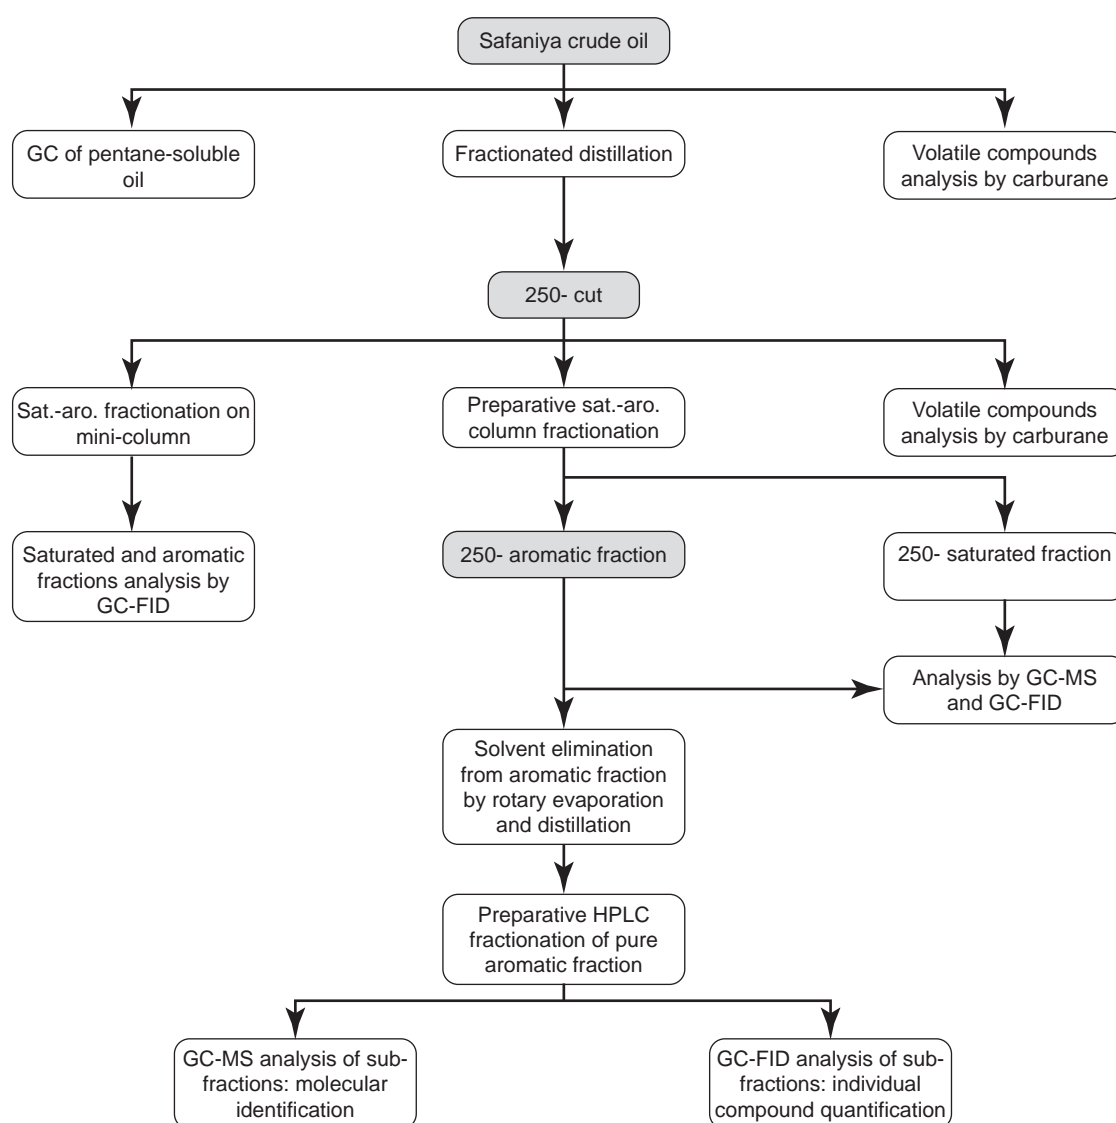 Safaniya crude oil
GC of pentane-soluble
oil
Fractionated distillation
Volatile compounds
analysis by carburane
250- cut
Sat.-aro. fractionation on
mini-column
Preparative sat.-aro.
column fractionation
Volatile compounds
analysis by carburane
Saturated and aromatic
fractions analysis by
GC-FID
250- aromatic fraction
250- saturated fraction
Analysis by GC-MS
and GC-FID
Solvent elimination
from aromatic fraction
by rotary evaporation
and distillation
Preparative HPLC
fractionation of pure
aromatic fraction
GC-MS analysis of sub-
fractions: molecular
identification
GC-FID analysis of sub-
fractions: individual
compound quantification